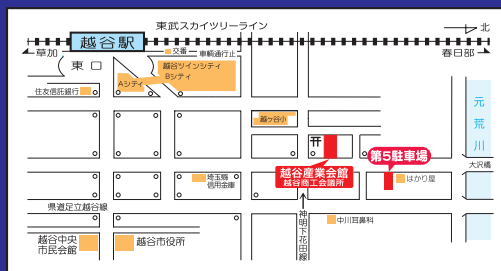 東武スカイツリーライン
北
越谷駅
草加
春日部
交番
車輌通行止
東口
越谷ツインシティ
Bシティ
Aシティ
住友信託銀行
越ヶ谷小
元荒川
第5駐車場
大沢橋
越谷産業会館
越谷商工会議所
埼玉縣
信用金庫
はかり屋
県道足立越谷線
神明下花田線
中川耳鼻科
越谷中央
市民会館
越谷市役所